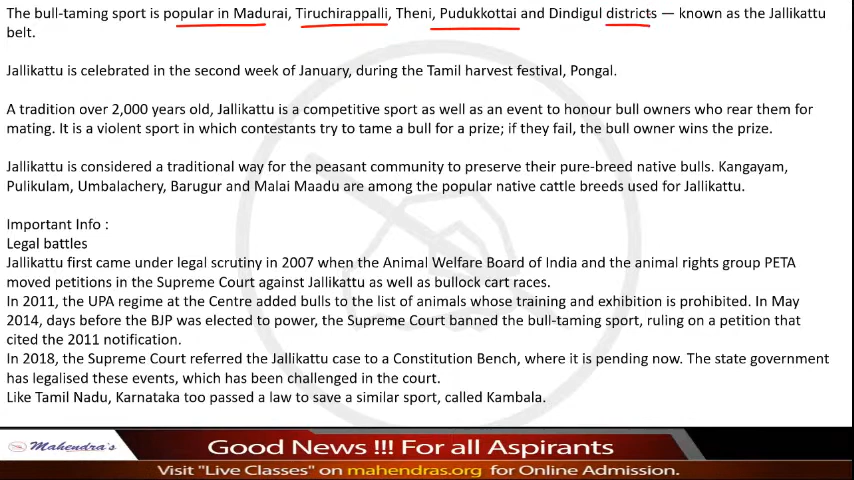 The bull-taming sport is popular in Madurai, Tiruchirappalli, Theni, Pudukkottai and Dindigul districts — known as the Jallikattu
belt.
Jallikattu is celebrated in the second week of January, during the Tamil harvest festival, Pongal.
A tradition over 2,000 years old, Jallikattu is a competitive sport as well as an event to honour bull owners who rear them for
mating. It is a violent sport in which contestants try to tame a bull for a prize; if they fail, the bull owner wins the prize.
Jallikattu is considered a traditional way for the peasant community to preserve their pure-breed native bulls. Kangayam,
Pulikulam, Umbalachery, Barugur and Malai Maadu are among the popular native cattle breeds used for Jallikattu.
Important Info :
Legal battles
Jallikattu first came under legal scrutiny in 2007 when the Animal Welfare Board of India and the animal rights group PETA
moved petitions in the Supreme Court against Jallikattu as well as bullock cart races.
In 2011, the UPA regime at the Centre added bulls to the list of animals whose training and exhibition is prohibited. In May
2014, days before the BJP was elected to power, the Supreme Court banned the bull-taming sport, ruling on a petition that
cited the 2011 notification.
In 2018, the Supreme Court referred the Jallikattu case to a Constitution Bench, where it is pending now. The state government
has legalised these events, which has been challenged in the court.
Like Tamil Nadu, Karnataka too passed a law to save a similar sport, called Kambala.
Mahendra's
Good News !!! For all Aspirants
Visit "Live Classes" on mahendras.org for Online Admission.